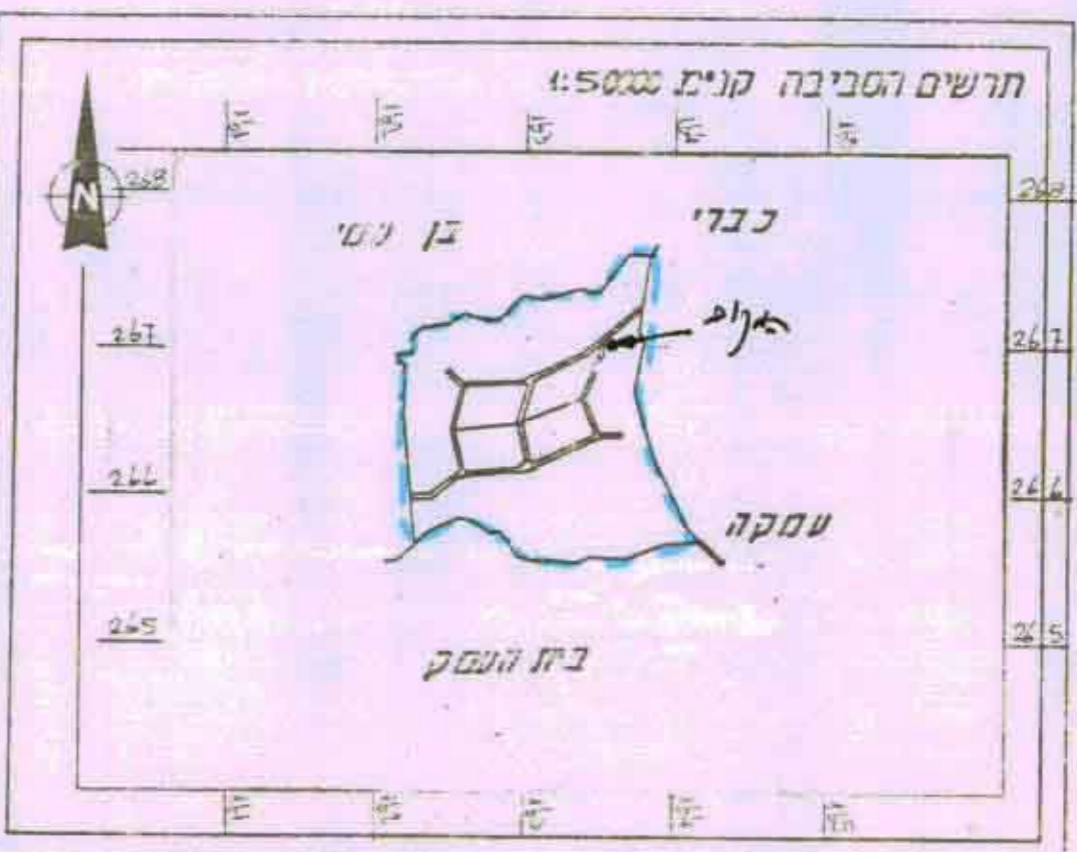 תרשים הסביבה קנ״מ 1:50000
N
268 268
בן עמי
כברי
267 267
המקום
266 266
עמקה
265 265
בית העמק